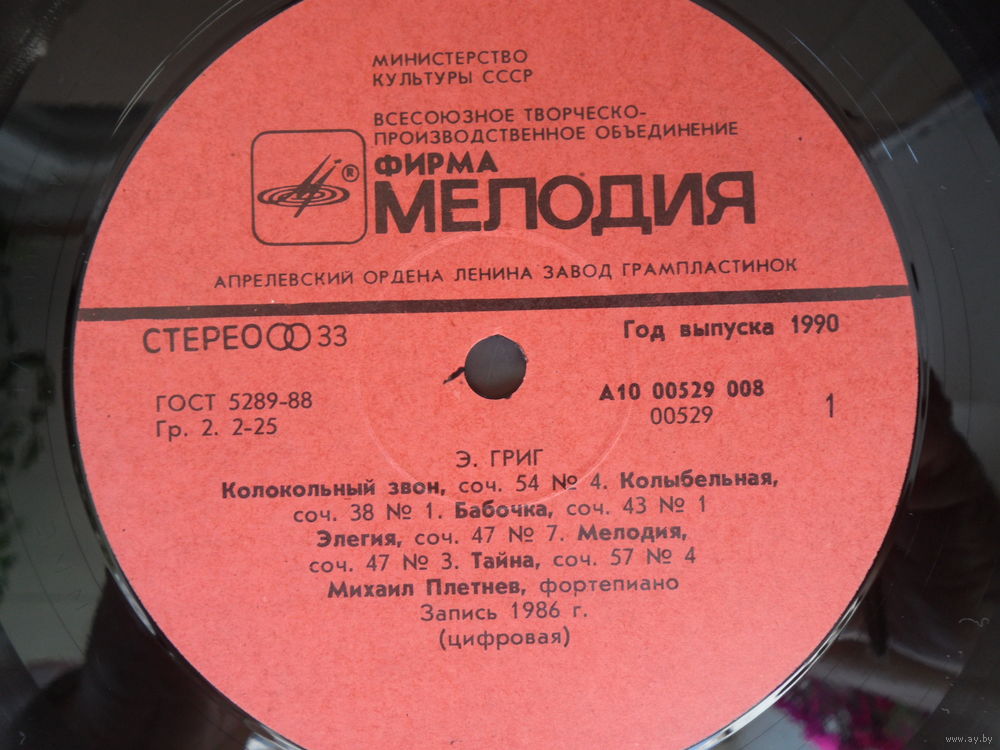 МИНИСТЕРСТВО
КУЛЬТУРЫ СССР
ВСЕСОЮЗНОЕ ТВОРЧЕСКО-
ПРОИЗВОДСТВЕННОЕ ОБЪЕДИНЕНИЕ
®
ФИРМА
МЕЛОДИЯ
АПРЕЛЕВСКИЙ ОРДЕНА ЛЕНИНА ЗАВОД ГРАМПЛАСТИНОК
СТЕРЕО 33
Год выпуска 1990
ГОСТ 5289-88
Гр. 2. 2-25
А10 00529 008
00529
1
Э. ГРИГ
Колокольный звон, соч. 54 № 4. Колыбельная,
соч. 38 № 1. Бабочка, соч. 43 № 1
Элегия, соч. 47 № 7. Мелодия,
соч. 47 № 3. Тайна, соч. 57 № 4
Михаил Плетнев, фортепиано
Запись 1986 г.
(цифровая)
www.ay.by